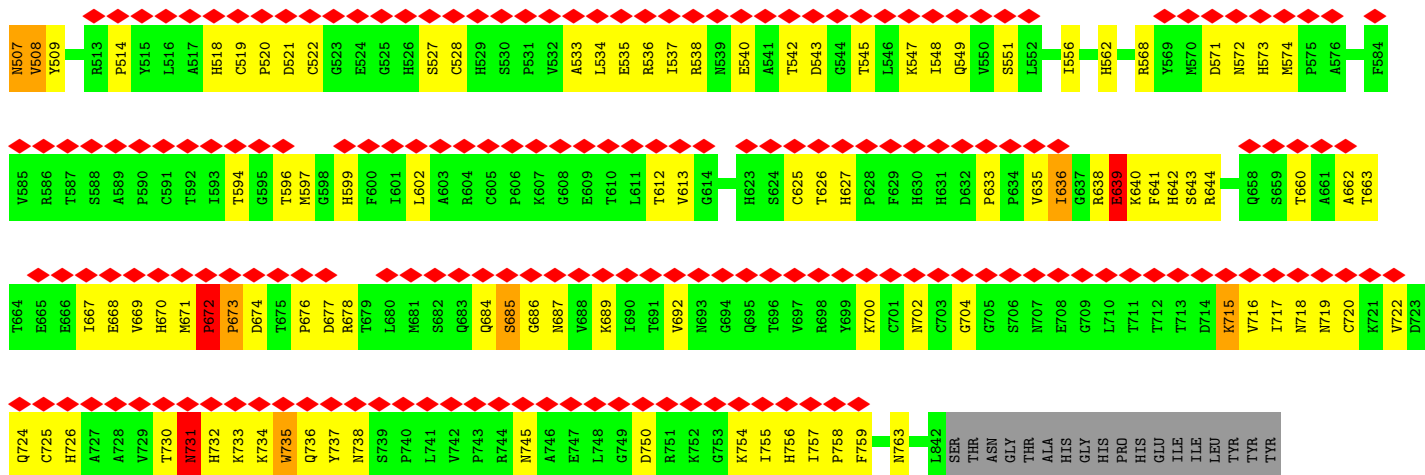 N507 V508 Y509 R513 P514 Y515 L516 A517 H518 C519 P520 D521 C522 G523 E524 G525 H526 S527 C528 H529 S530 P531 V532 A533 L534 E535 R536 I537 R538 N539 E540 A541 T542 D543 G544 T545 L546 K547 I548 Q549 V550 S551 L552 I556 H562 R568 Y569 M570 D571 N572 H573 M574 P575 A576 F584
V585 R586 T587 S588 A589 P590 C591 T592 I593 T594 G595 T596 M597 G598 H599 F600 I601 L602 A603 R604 C605 P606 K607 G608 E609 T610 L611 T612 V613 G614 H623 S624 C625 T626 H627 P628 F629 H630 H631 D632 P633 P634 V635 I636 G637 R638 E639 K640 F641 H642 S643 R644 Q658 S659 T660 A661 A662 T663
T664 E665 E666 I667 E668 V669 H670 M671 P672 P673 D674 T675 P676 D677 R678 T679 L680 M681 S682 Q683 Q684 S685 G686 N687 V688 K689 I690 T691 V692 N693 G694 Q695 T696 V697 R698 Y699 K700 C701 N702 C703 G704 G705 S706 N707 E708 G709 L710 T711 T712 T713 D714 K715 V716 I717 N718 N719 C720 K721 V722 D723
Q724 C725 H726 A727 A728 V729 T730 N731 H732 K733 K734 W735 Q736 Y737 N738 S739 P740 L741 V742 P743 R744 N745 A746 E747 L748 G749 D750 R751 K752 G753 K754 I755 H756 I757 P758 F759 N763 L842 SER THR ASN GLY THR ALA HIS GLY HIS PRO HIS GLU ILE ILE LEU TYR TYR TYR